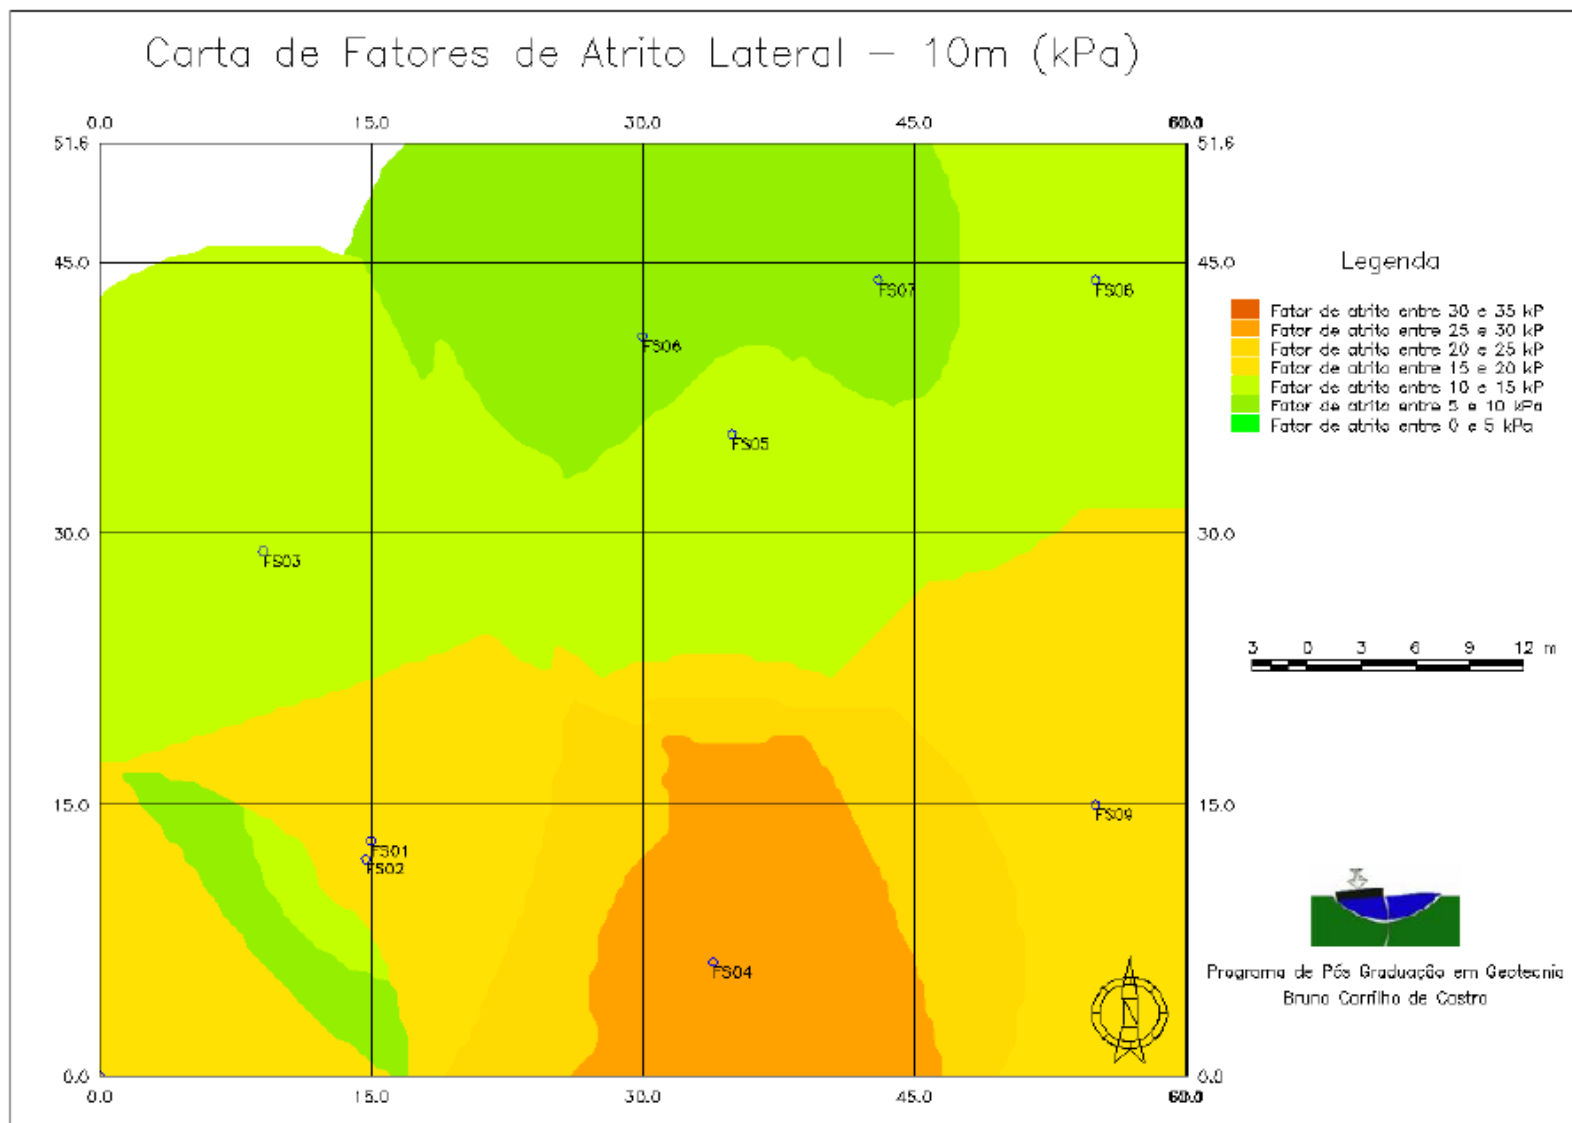 Carta de Fatores de Atrito Lateral - 10m (kPa)
0.0 15.0 30.0 45.0 60.0
51.6 51.6
45.0 45.0
Legenda
FS07 FS08
Fator de atrito entre 30 e 35 kP
Fator de atrito entre 25 e 30 kP
FS06
Fator de atrito entre 20 e 25 kP
Fator de atrito entre 15 e 20 kP
Fator de atrito entre 10 e 15 kP
Fator de atrito entre 5 e 10 kPa
Fator de atrito entre 0 e 5 kPa
FS05
30.0 30.0
FS03
3 0 3 6 9 12 m
15.0 15.0
FS09
FS01
FS02
FS04
Programa de Pós Graduação em Geotecnia
Bruno Carrilho de Castro
0.0 0.0
0.0 15.0 30.0 45.0 60.0